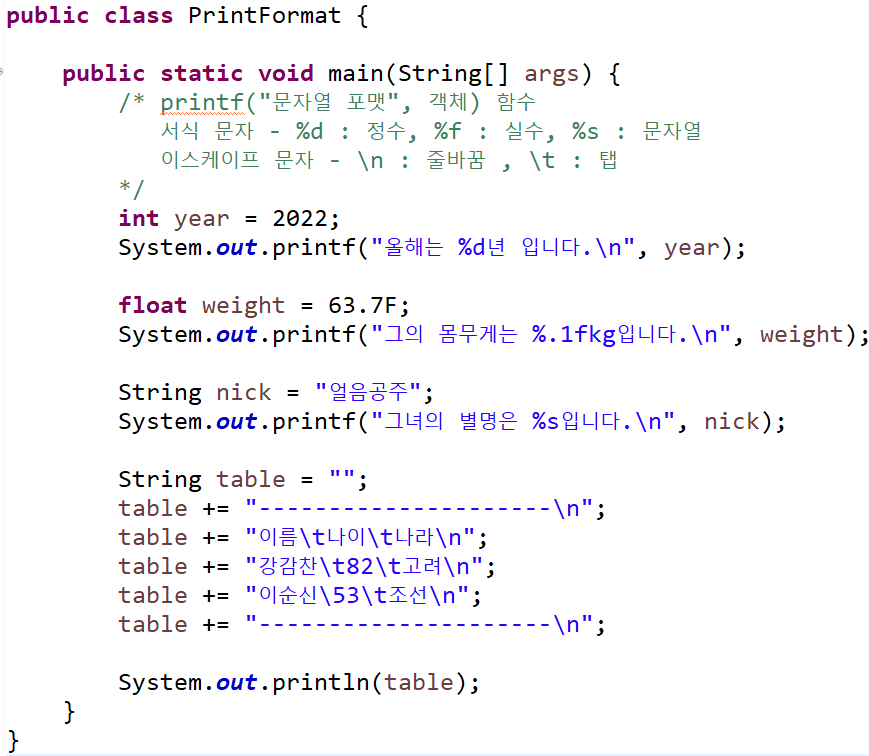 public class PrintFormat {
public static void main(String[] args) {
/* printf("문자열 포맷", 객체) 함수
서식 문자 - %d : 정수, %f : 실수, %s : 문자열
이스케이프 문자 - \n : 줄바꿈 , \t : 탭
*/
int year = 2022;
System.out.printf("올해는 %d년 입니다.\n", year);
float weight = 63.7F;
System.out.printf("그의 몸무게는 %.1fkg입니다.\n", weight);
String nick = "얼음공주";
System.out.printf("그녀의 별명은 %s입니다.\n", nick);
String table = "";
table += "---------------------\n";
table += "이름\t나이\t나라\n";
table += "강감찬\t82\t고려\n";
table += "이순신\53\t조선\n";
table += "---------------------\n";
System.out.println(table);
}
}